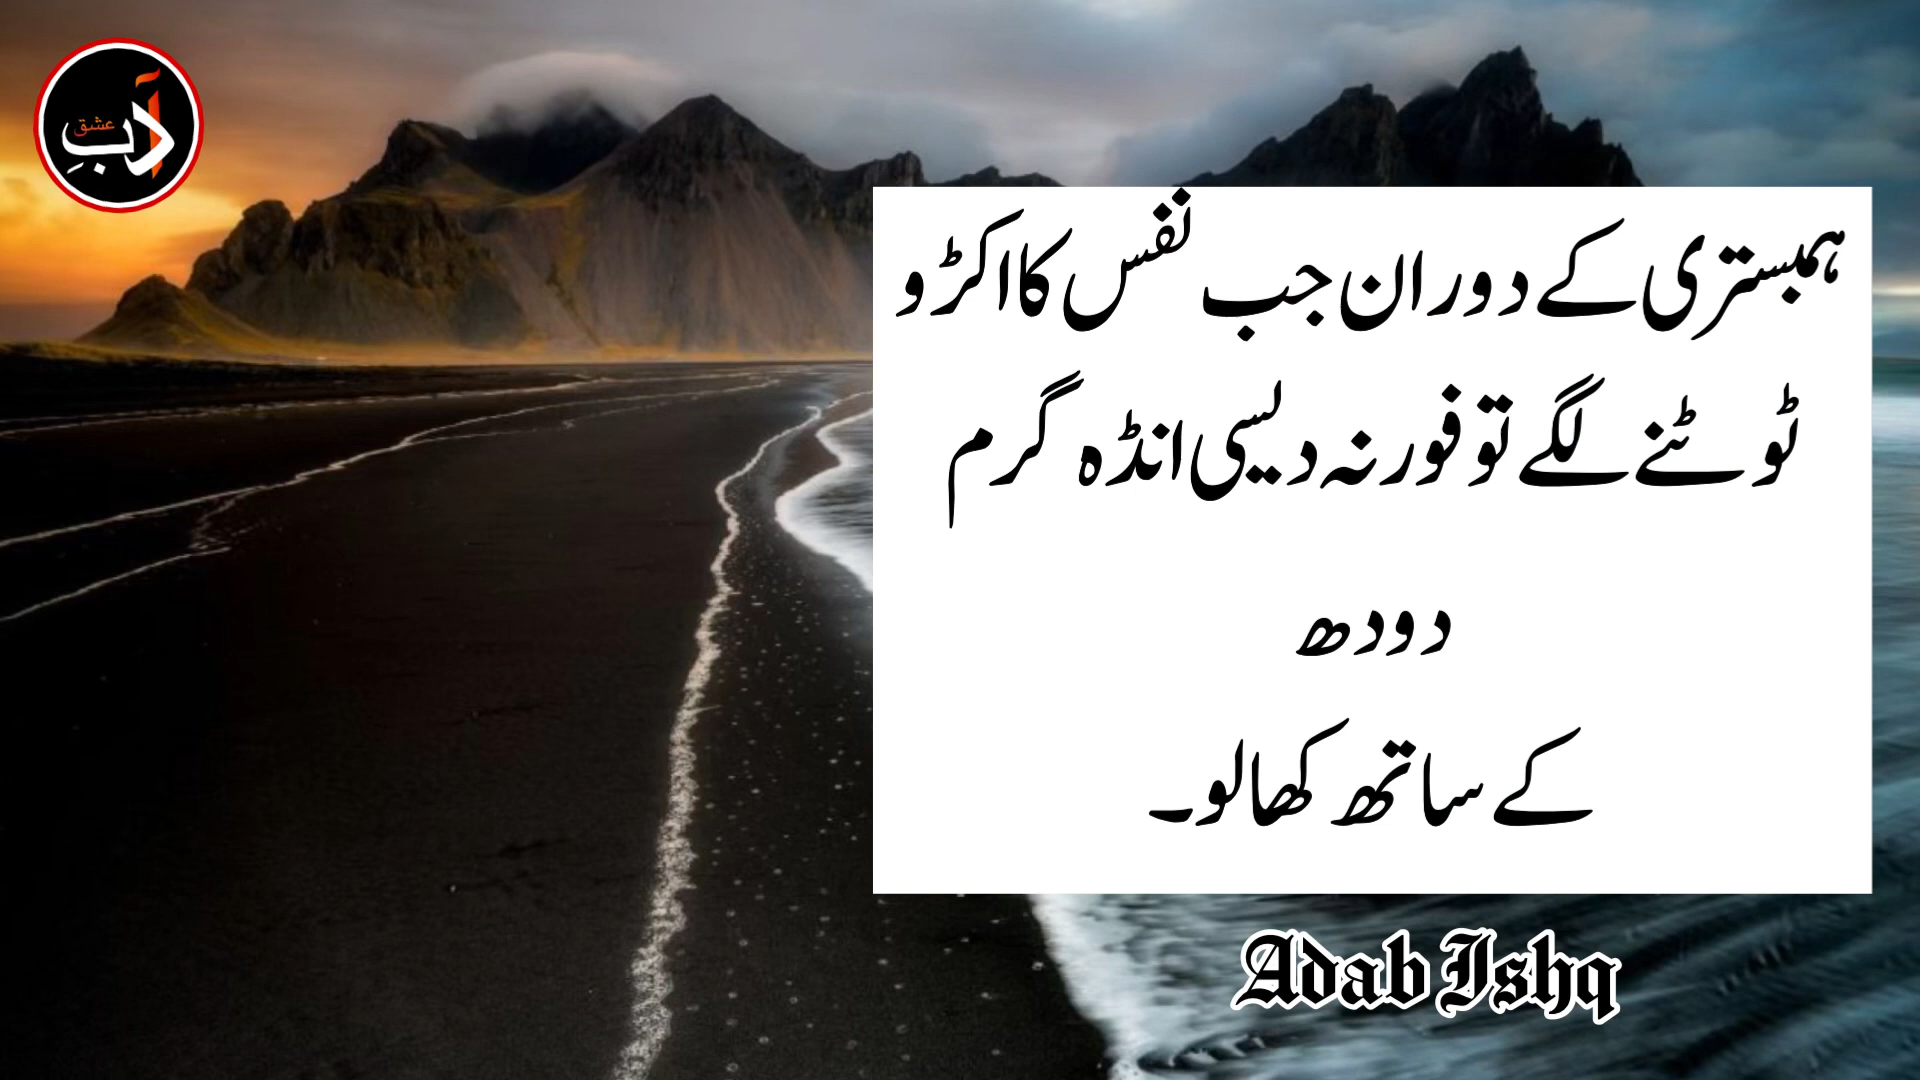 آدبِ عشق
ہمبستری کے دوران جب نفس کا اکڑو
ٹوٹنے لگے تو فورنہ دیسی انڈہ گرم
دودھ
کے ساتھ کھالو۔
Adab Ishq